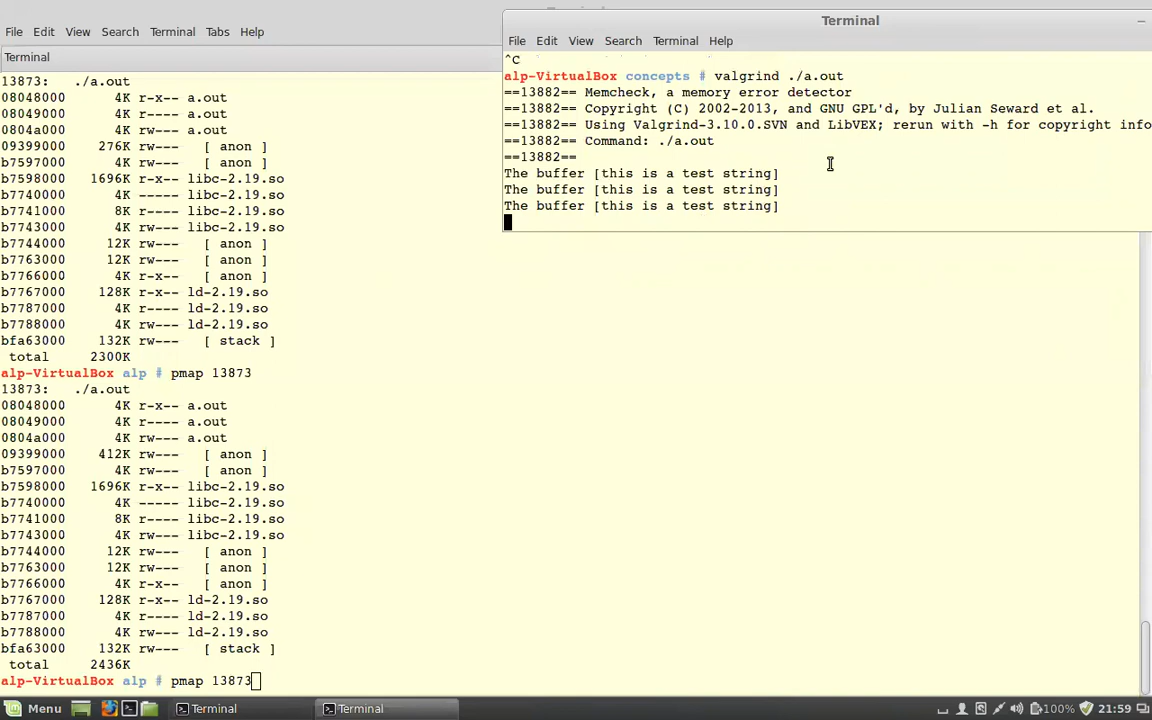 File Edit View Search Terminal Tabs Help
Terminal
13873:   ./a.out
08048000      4K r-x-- a.out
08049000      4K r---- a.out
0804a000      4K rw--- a.out
09399000    276K rw---   [ anon ]
b7597000      4K rw---   [ anon ]
b7598000   1696K r-x-- libc-2.19.so
b7740000      4K ----- libc-2.19.so
b7741000      8K r---- libc-2.19.so
b7743000      4K rw--- libc-2.19.so
b7744000     12K rw---   [ anon ]
b7763000     12K rw---   [ anon ]
b7766000      4K r-x--   [ anon ]
b7767000    128K r-x-- ld-2.19.so
b7787000      4K r---- ld-2.19.so
b7788000      4K rw--- ld-2.19.so
bfa63000    132K rw---   [ stack ]
 total     2300K
alp-VirtualBox alp # pmap 13873
13873:   ./a.out
08048000      4K r-x-- a.out
08049000      4K r---- a.out
0804a000      4K rw--- a.out
09399000    412K rw---   [ anon ]
b7597000      4K rw---   [ anon ]
b7598000   1696K r-x-- libc-2.19.so
b7740000      4K ----- libc-2.19.so
b7741000      8K r---- libc-2.19.so
b7743000      4K rw--- libc-2.19.so
b7744000     12K rw---   [ anon ]
b7763000     12K rw---   [ anon ]
b7766000      4K r-x--   [ anon ]
b7767000    128K r-x-- ld-2.19.so
b7787000      4K r---- ld-2.19.so
b7788000      4K rw--- ld-2.19.so
bfa63000    132K rw---   [ stack ]
 total     2436K
alp-VirtualBox alp # pmap 13873
Terminal
File Edit View Search Terminal Help
^C
alp-VirtualBox concepts # valgrind ./a.out
==13882== Memcheck, a memory error detector
==13882== Copyright (C) 2002-2013, and GNU GPL'd, by Julian Seward et al.
==13882== Using Valgrind-3.10.0.SVN and LibVEX; rerun with -h for copyright info
==13882== Command: ./a.out
==13882==
The buffer [this is a test string]
The buffer [this is a test string]
The buffer [this is a test string]
Menu Terminal Terminal 100% 21:59